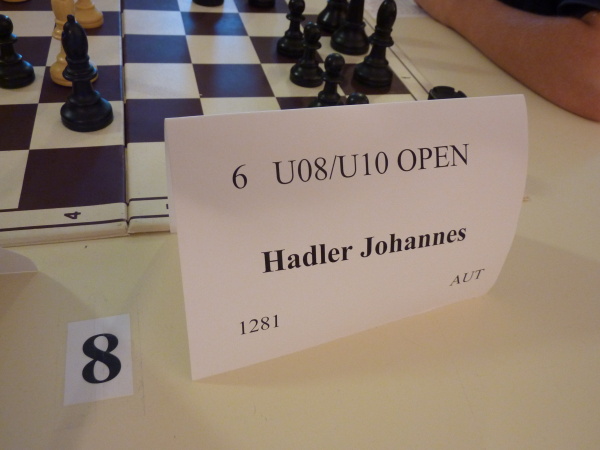 6 U08/U10 OPEN
Hadler Johannes
1281 AUT
8
4